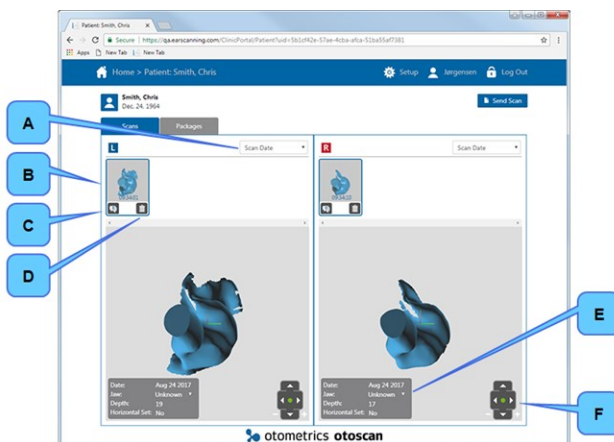 Patient: Smith, Chris
Secure | https://qa.earscanning.com/ClinicPortal/Patient?uid=5b1cf42e-57ae-4cba-afca-51ba55af7381
Apps New Tab New Tab
Home > Patient: Smith, Chris Setup Jørgensen Log Out
Smith, Chris
Dec. 24, 1964
Send Scan
A
Scans Packages
L Scan Date R Scan Date
B
C
D
E
Date: Aug 24 2017 Date: Aug 24 2017
Jaw: Unknown Jaw: Unknown
Depth: 19 Depth: 17
Horizontal Set: No Horizontal Set: No
F
otometrics otoscan